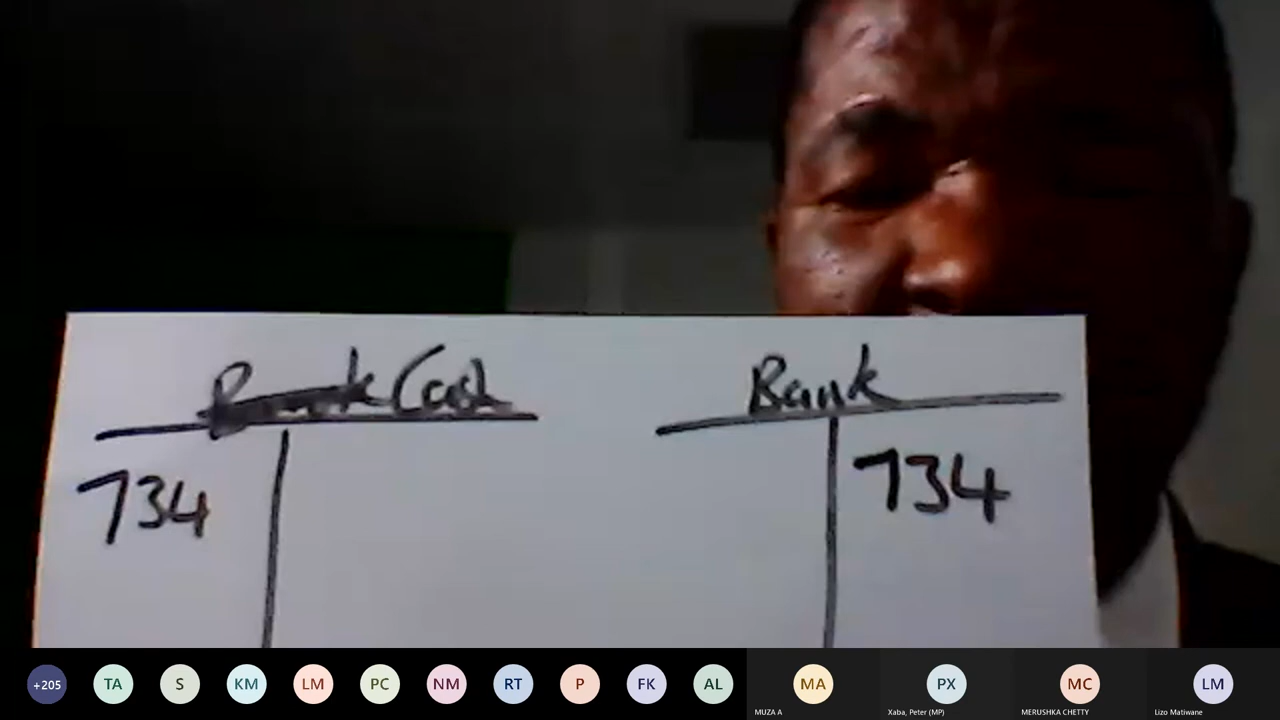 Bank Cash Bank
734 734
+205 TA S KM LM PC NM RT P FK AL MA PX MC LM
MUZA A Xaba, Peter (MP) MERUSHKA CHETTY Lizo Matiwane